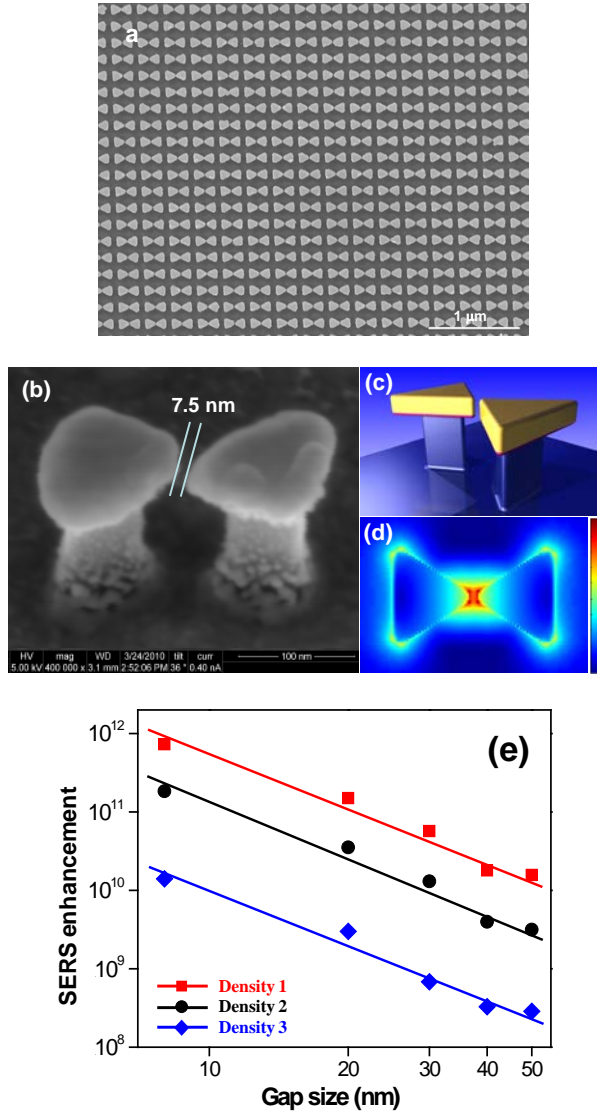 a
1 μm
(b)
7.5 nm
HV mag WD 3/24/2010 tilt curr
5.00 kV 400 000 x 3.1 mm 2:52:06 PM 36 ° 0.40 nA
100 nm
(c)
(d)
(e)
10¹²
10¹¹
10¹⁰
10⁹
10⁸
SERS enhancement
Density 1
Density 2
Density 3
10 20 30 40 50
Gap size (nm)